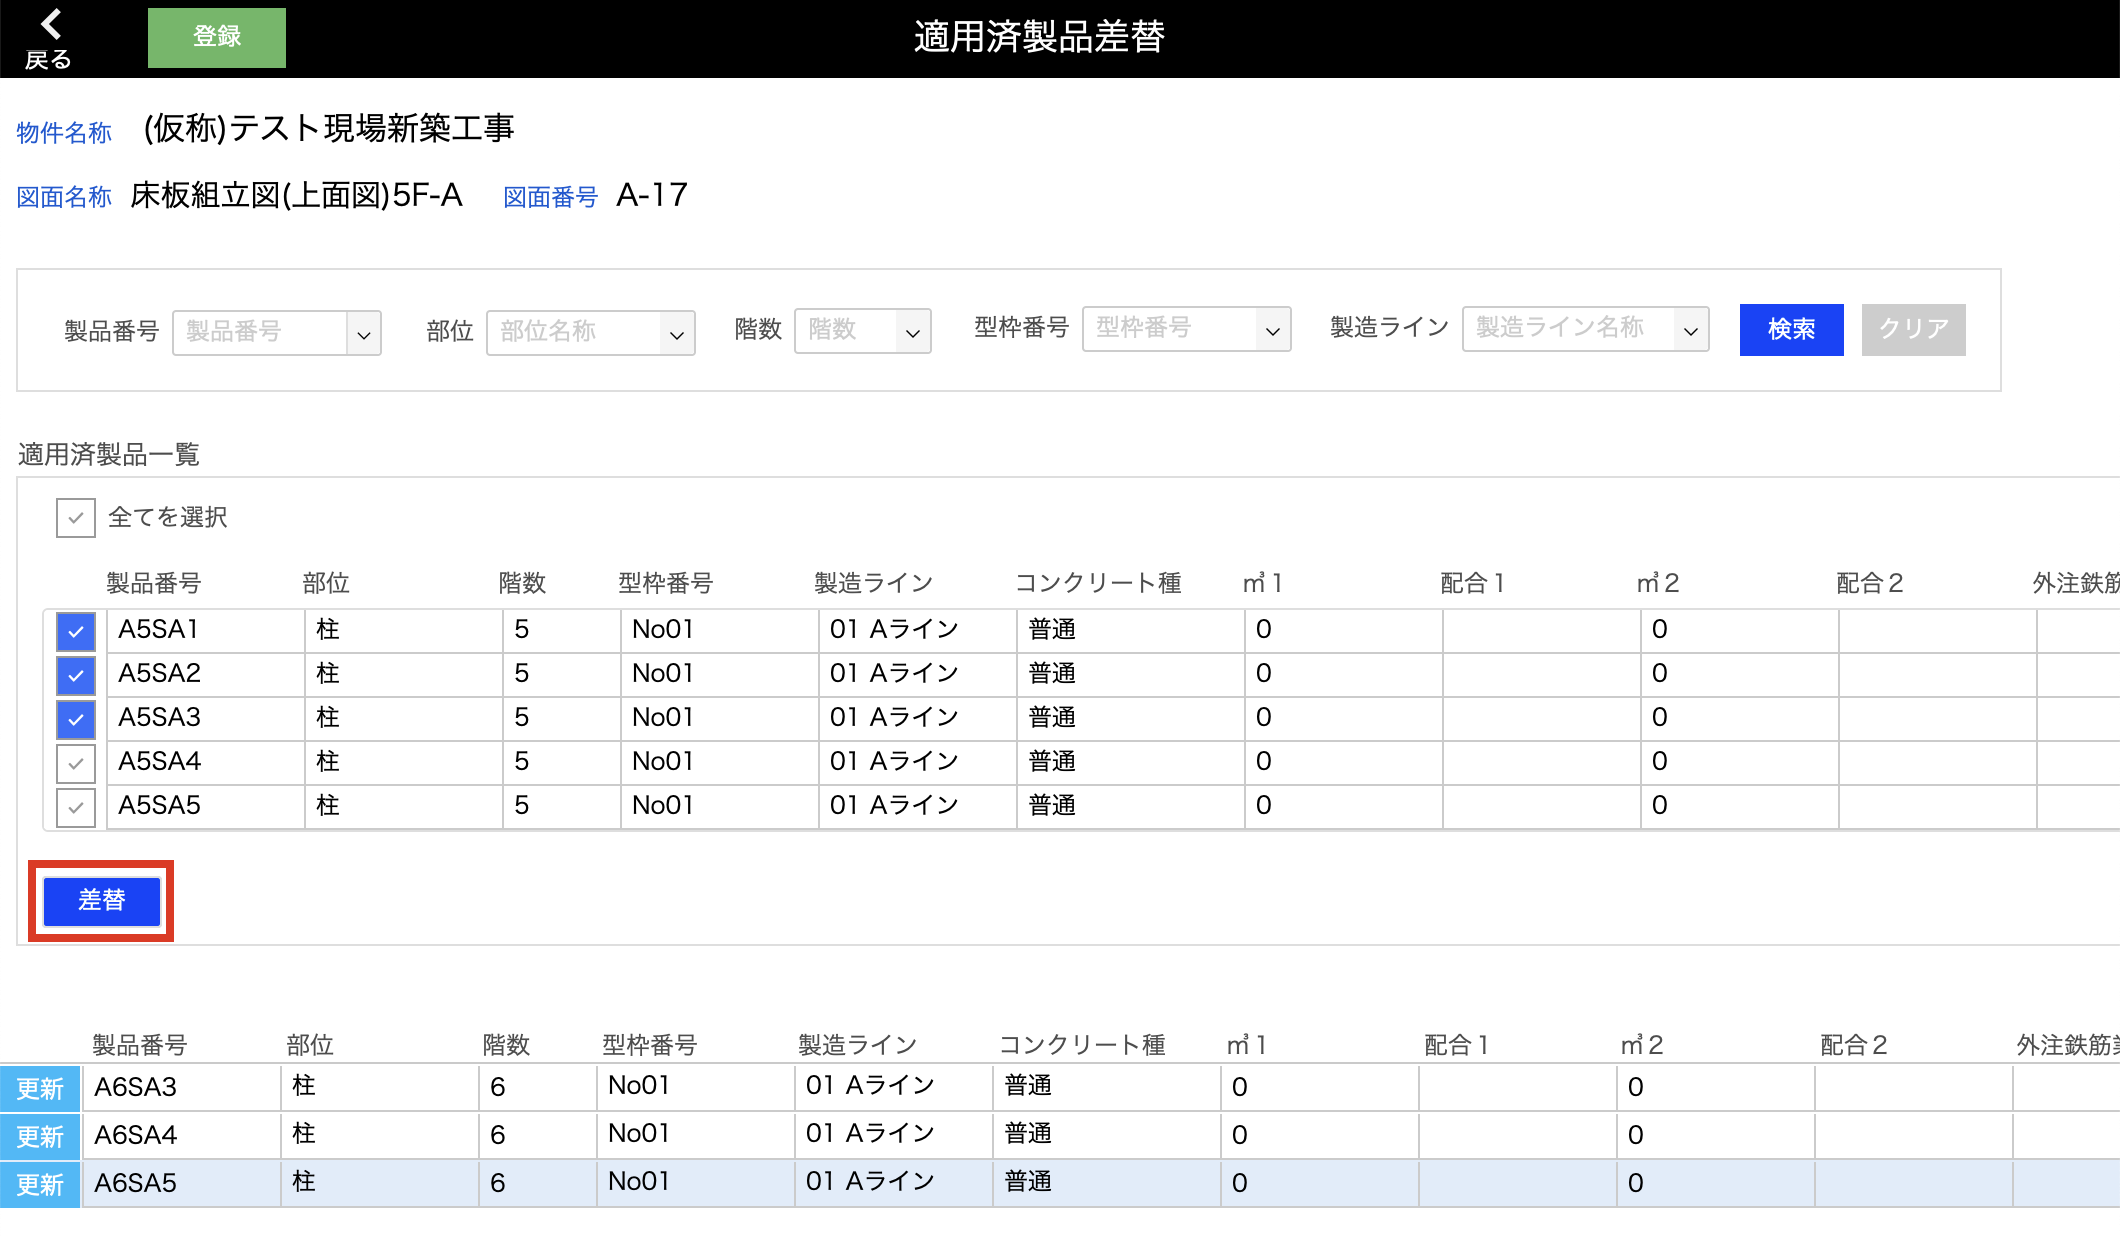 戻る 登録 適用済製品差替
物件名称 (仮称)テスト現場新築工事
図面名称 床板組立図(上面図)5F-A 図面番号 A-17
製品番号 製品番号 部位 部位名称 階数 階数 型枠番号 型枠番号 製造ライン 製造ライン名称 検索 クリア
適用済製品一覧
全てを選択
製品番号 部位 階数 型枠番号 製造ライン コンクリート種 ㎥1 配合1 ㎥2 配合2 外注鉄筋
A5SA1 柱 5 No01 01 Aライン 普通 0 0
A5SA2 柱 5 No01 01 Aライン 普通 0 0
A5SA3 柱 5 No01 01 Aライン 普通 0 0
A5SA4 柱 5 No01 01 Aライン 普通 0 0
A5SA5 柱 5 No01 01 Aライン 普通 0 0
差替
製品番号 部位 階数 型枠番号 製造ライン コンクリート種 ㎥1 配合1 ㎥2 配合2 外注鉄筋
更新 A6SA3 柱 6 No01 01 Aライン 普通 0 0
更新 A6SA4 柱 6 No01 01 Aライン 普通 0 0
更新 A6SA5 柱 6 No01 01 Aライン 普通 0 0